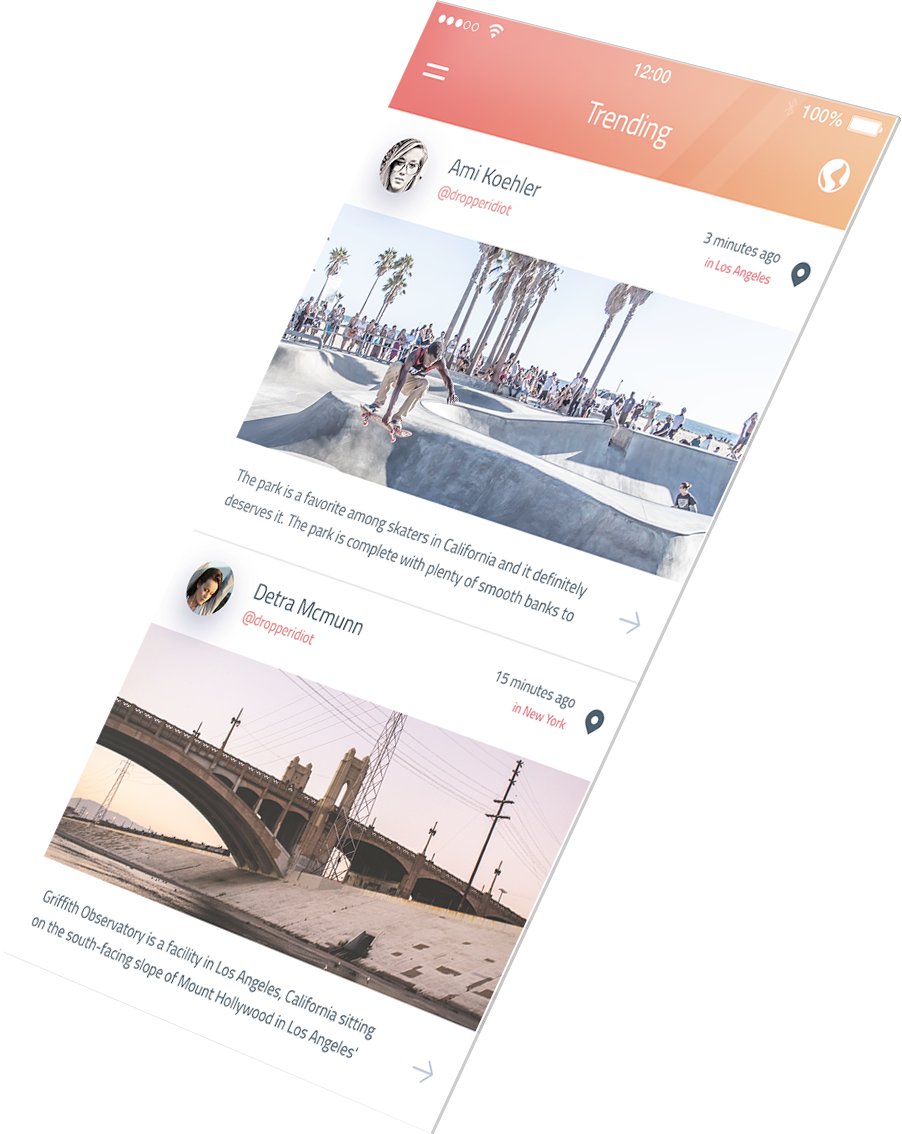 12:00
100%
Trending
Ami Koehler
@dropperidiot
3 minutes ago
in Los Angeles
The park is a favorite among skaters in California and it definitely
deserves it. The park is complete with plenty of smooth banks to
Detra Mcmunn
@dropperidiot
15 minutes ago
in New York
Griffith Observatory is a facility in Los Angeles, California sitting
on the south-facing slope of Mount Hollywood in Los Angeles'